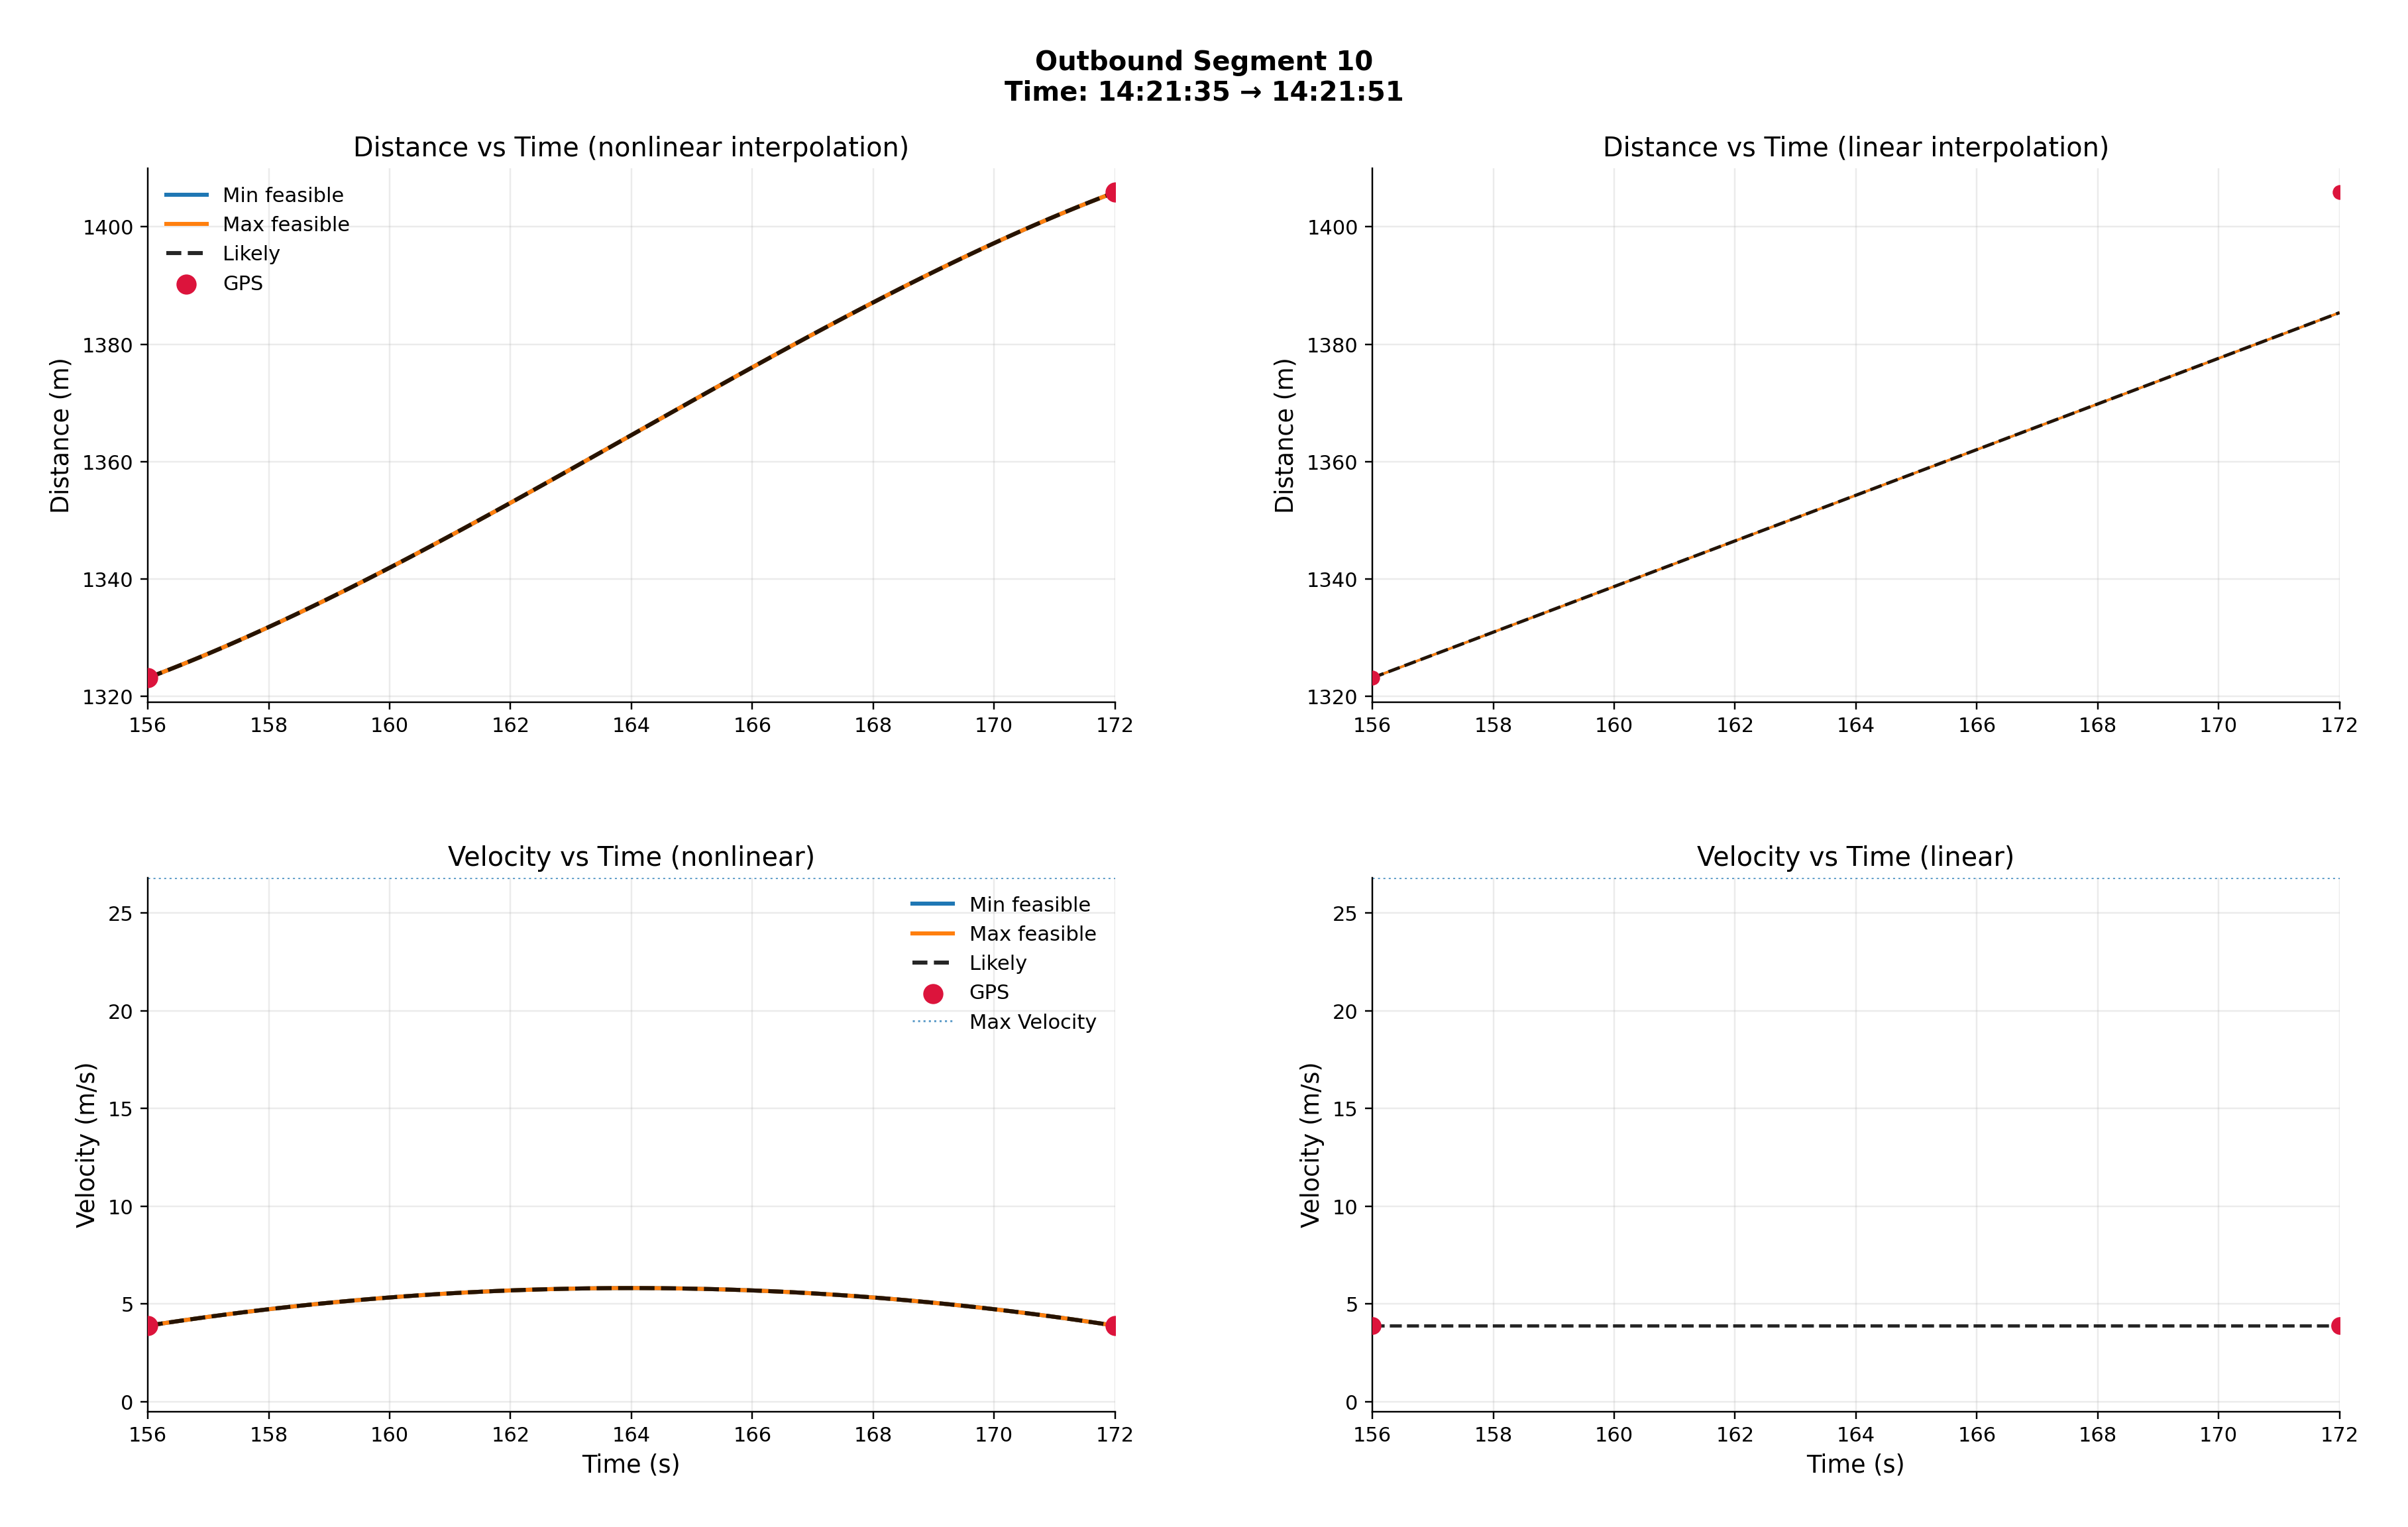 Outbound Segment 10
Time: 14:21:35 → 14:21:51
Distance vs Time (nonlinear interpolation)
Distance (m)
1400
1380
1360
1340
1320
Min feasible
Max feasible
Likely
GPS
156 158 160 162 164 166 168 170 172
Distance vs Time (linear interpolation)
Distance (m)
1400
1380
1360
1340
1320
156 158 160 162 164 166 168 170 172
Velocity vs Time (nonlinear)
Velocity (m/s)
25
20
15
10
5
0
Min feasible
Max feasible
Likely
GPS
Max Velocity
156 158 160 162 164 166 168 170 172
Time (s)
Velocity vs Time (linear)
Velocity (m/s)
25
20
15
10
5
0
156 158 160 162 164 166 168 170 172
Time (s)